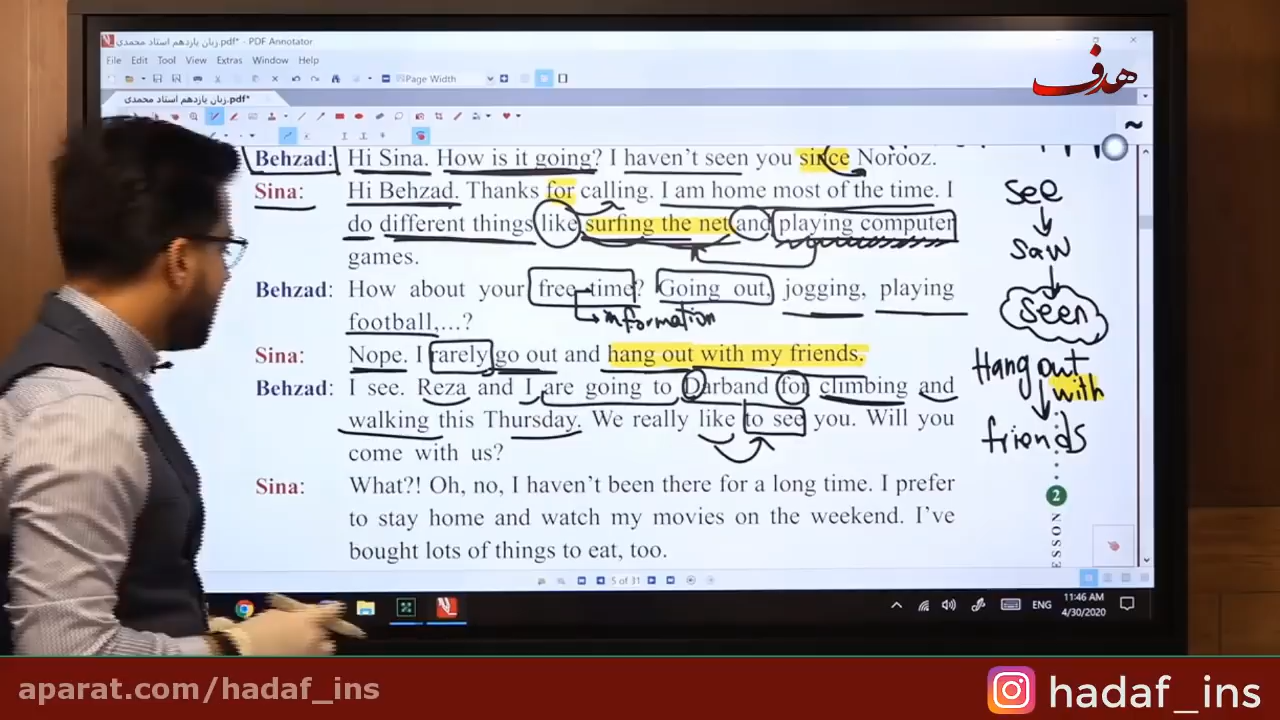 زبان یازدهم استاد محمدی.pdf* - PDF Annotator
File Edit Tool View Extras Window Help
هدف
Page Width
زبان یازدهم استاد محمدی.pdf*
Behzad: Hi Sina. How is it going? I haven't seen you since Norooz.
Sina: Hi Behzad. Thanks for calling. I am home most of the time. I
do different things like surfing the net and playing computer
games.
Behzad: How about your free time? Going out, jogging, playing
information
football,...?
Sina: Nope. I rarely go out and hang out with my friends.
Behzad: I see. Reza and I are going to Darband for climbing and
walking this Thursday. We really like to see you. Will you
come with us?
Sina: What?! Oh, no, I haven't been there for a long time. I prefer
to stay home and watch my movies on the weekend. I've
bought lots of things to eat, too.
see
saw
seen
Hang out
with
friends
2
ESSON
5 of 31
ENG
11:46 AM
4/30/2020
aparat.com/hadaf_ins
hadaf_ins